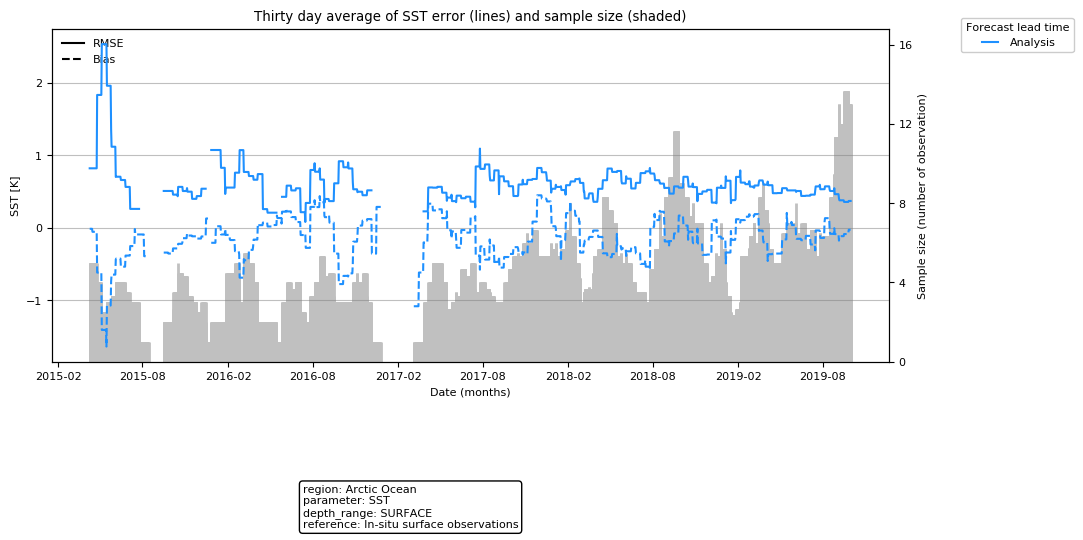 Thirty day average of SST error (lines) and sample size (shaded)
Forecast lead time
Analysis
RMSE
Bias
SST [K]
2
1
0
−1
16
12
8
4
0
Sample size (number of observation)
2015-02 2015-08 2016-02 2016-08 2017-02 2017-08 2018-02 2018-08 2019-02 2019-08
Date (months)
region: Arctic Ocean
parameter: SST
depth_range: SURFACE
reference: In-situ surface observations